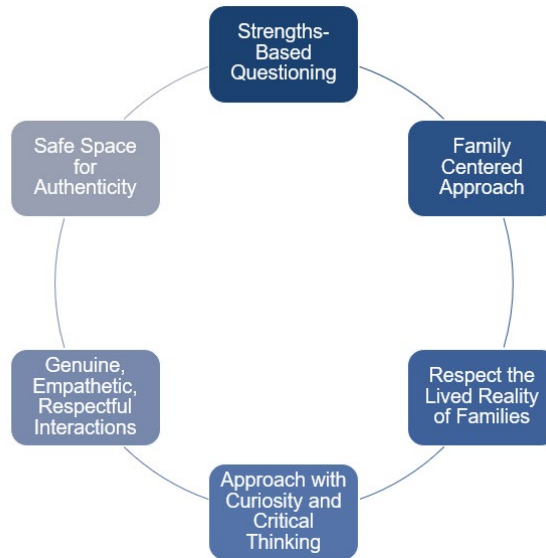 Strengths-
Based
Questioning
Family
Centered
Approach
Respect the
Lived Reality
of Families
Approach with
Curiosity and
Critical
Thinking
Genuine,
Empathetic,
Respectful
Interactions
Safe Space
for
Authenticity